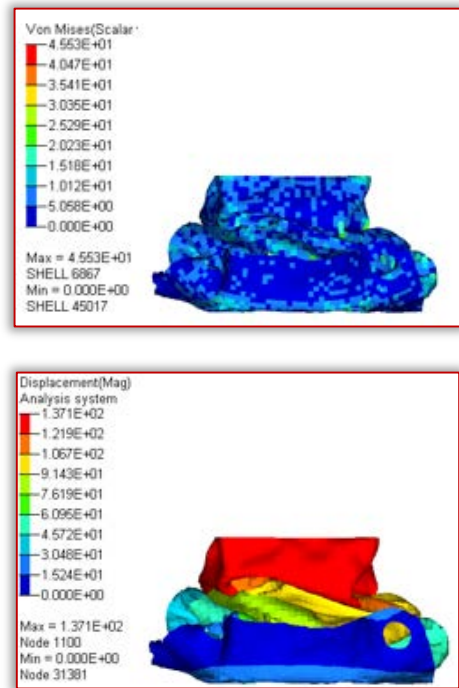 Von Mises(Scalar
4.553E+01
4.047E+01
3.541E+01
3.035E+01
2.529E+01
2.023E+01
1.518E+01
1.012E+01
5.058E+00
0.000E+00
Max = 4.553E+01
SHELL 6867
Min = 0.000E+00
SHELL 45017
Displacement(Mag)
Analysis system
1.371E+02
1.219E+02
1.067E+02
9.143E+01
7.619E+01
6.095E+01
4.572E+01
3.048E+01
1.524E+01
0.000E+00
Max = 1.371E+02
Node 1100
Min = 0.000E+00
Node 31381